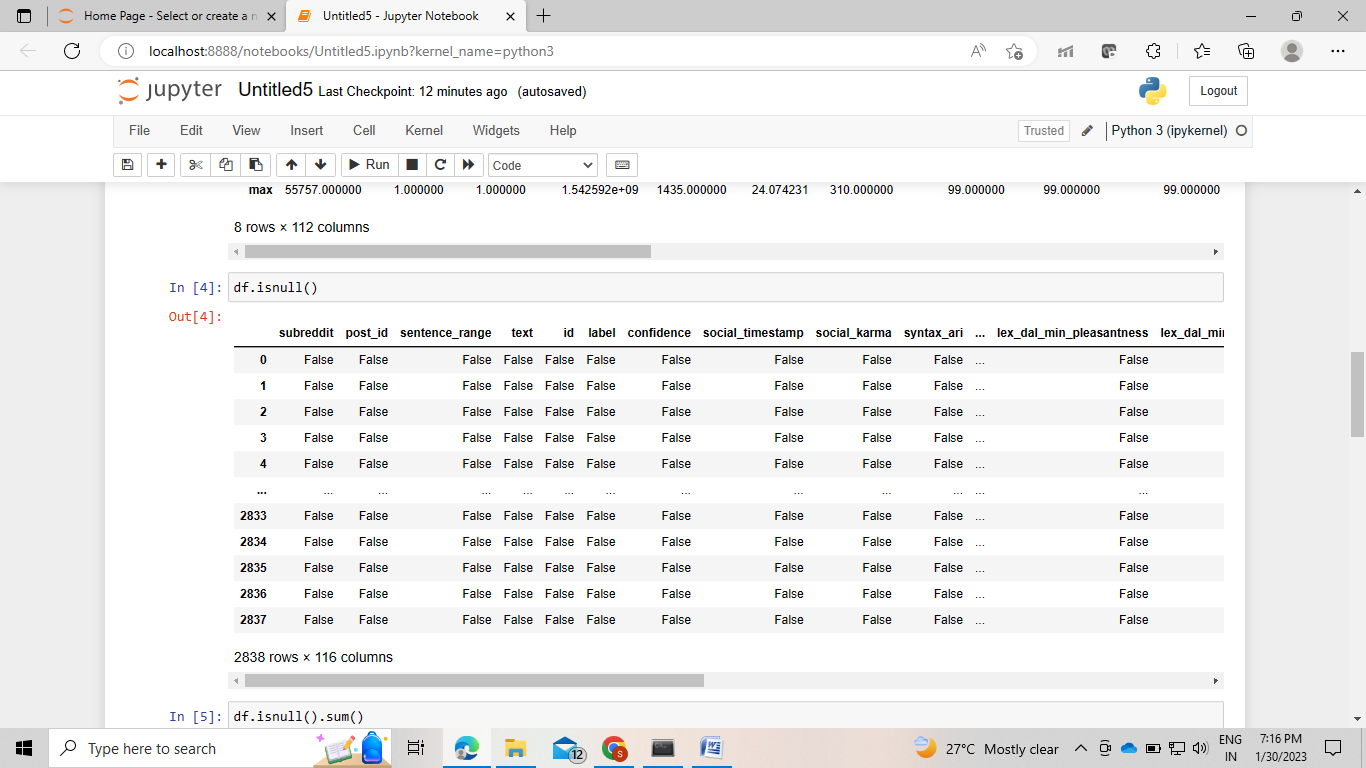 Home Page - Select or create a n
Untitled5 - Jupyter Notebook
localhost:8888/notebooks/Untitled5.ipynb?kernel_name=python3
jupyter Untitled5 Last Checkpoint: 12 minutes ago (autosaved)
Logout
File Edit View Insert Cell Kernel Widgets Help
Trusted Python 3 (ipykernel)
Run Code
max 55757.000000 1.000000 1.000000 1.542592e+09 1435.000000 24.074231 310.000000 99.000000 99.000000 99.000000
8 rows × 112 columns
In [4]: df.isnull()
Out[4]:
subreddit post_id sentence_range text id label confidence social_timestamp social_karma syntax_ari ... lex_dal_min_pleasantness lex_dal_min
0 False False False False False False False False False False ... False
1 False False False False False False False False False False ... False
2 False False False False False False False False False False ... False
3 False False False False False False False False False False ... False
4 False False False False False False False False False False ... False
... ... ... ... ... ... ... ... ... ... ... ... ...
2833 False False False False False False False False False False ... False
2834 False False False False False False False False False False ... False
2835 False False False False False False False False False False ... False
2836 False False False False False False False False False False ... False
2837 False False False False False False False False False False ... False
2838 rows × 116 columns
In [5]: df.isnull().sum()
Type here to search
12
S
27°C Mostly clear
ENG
IN
7:16 PM
1/30/2023